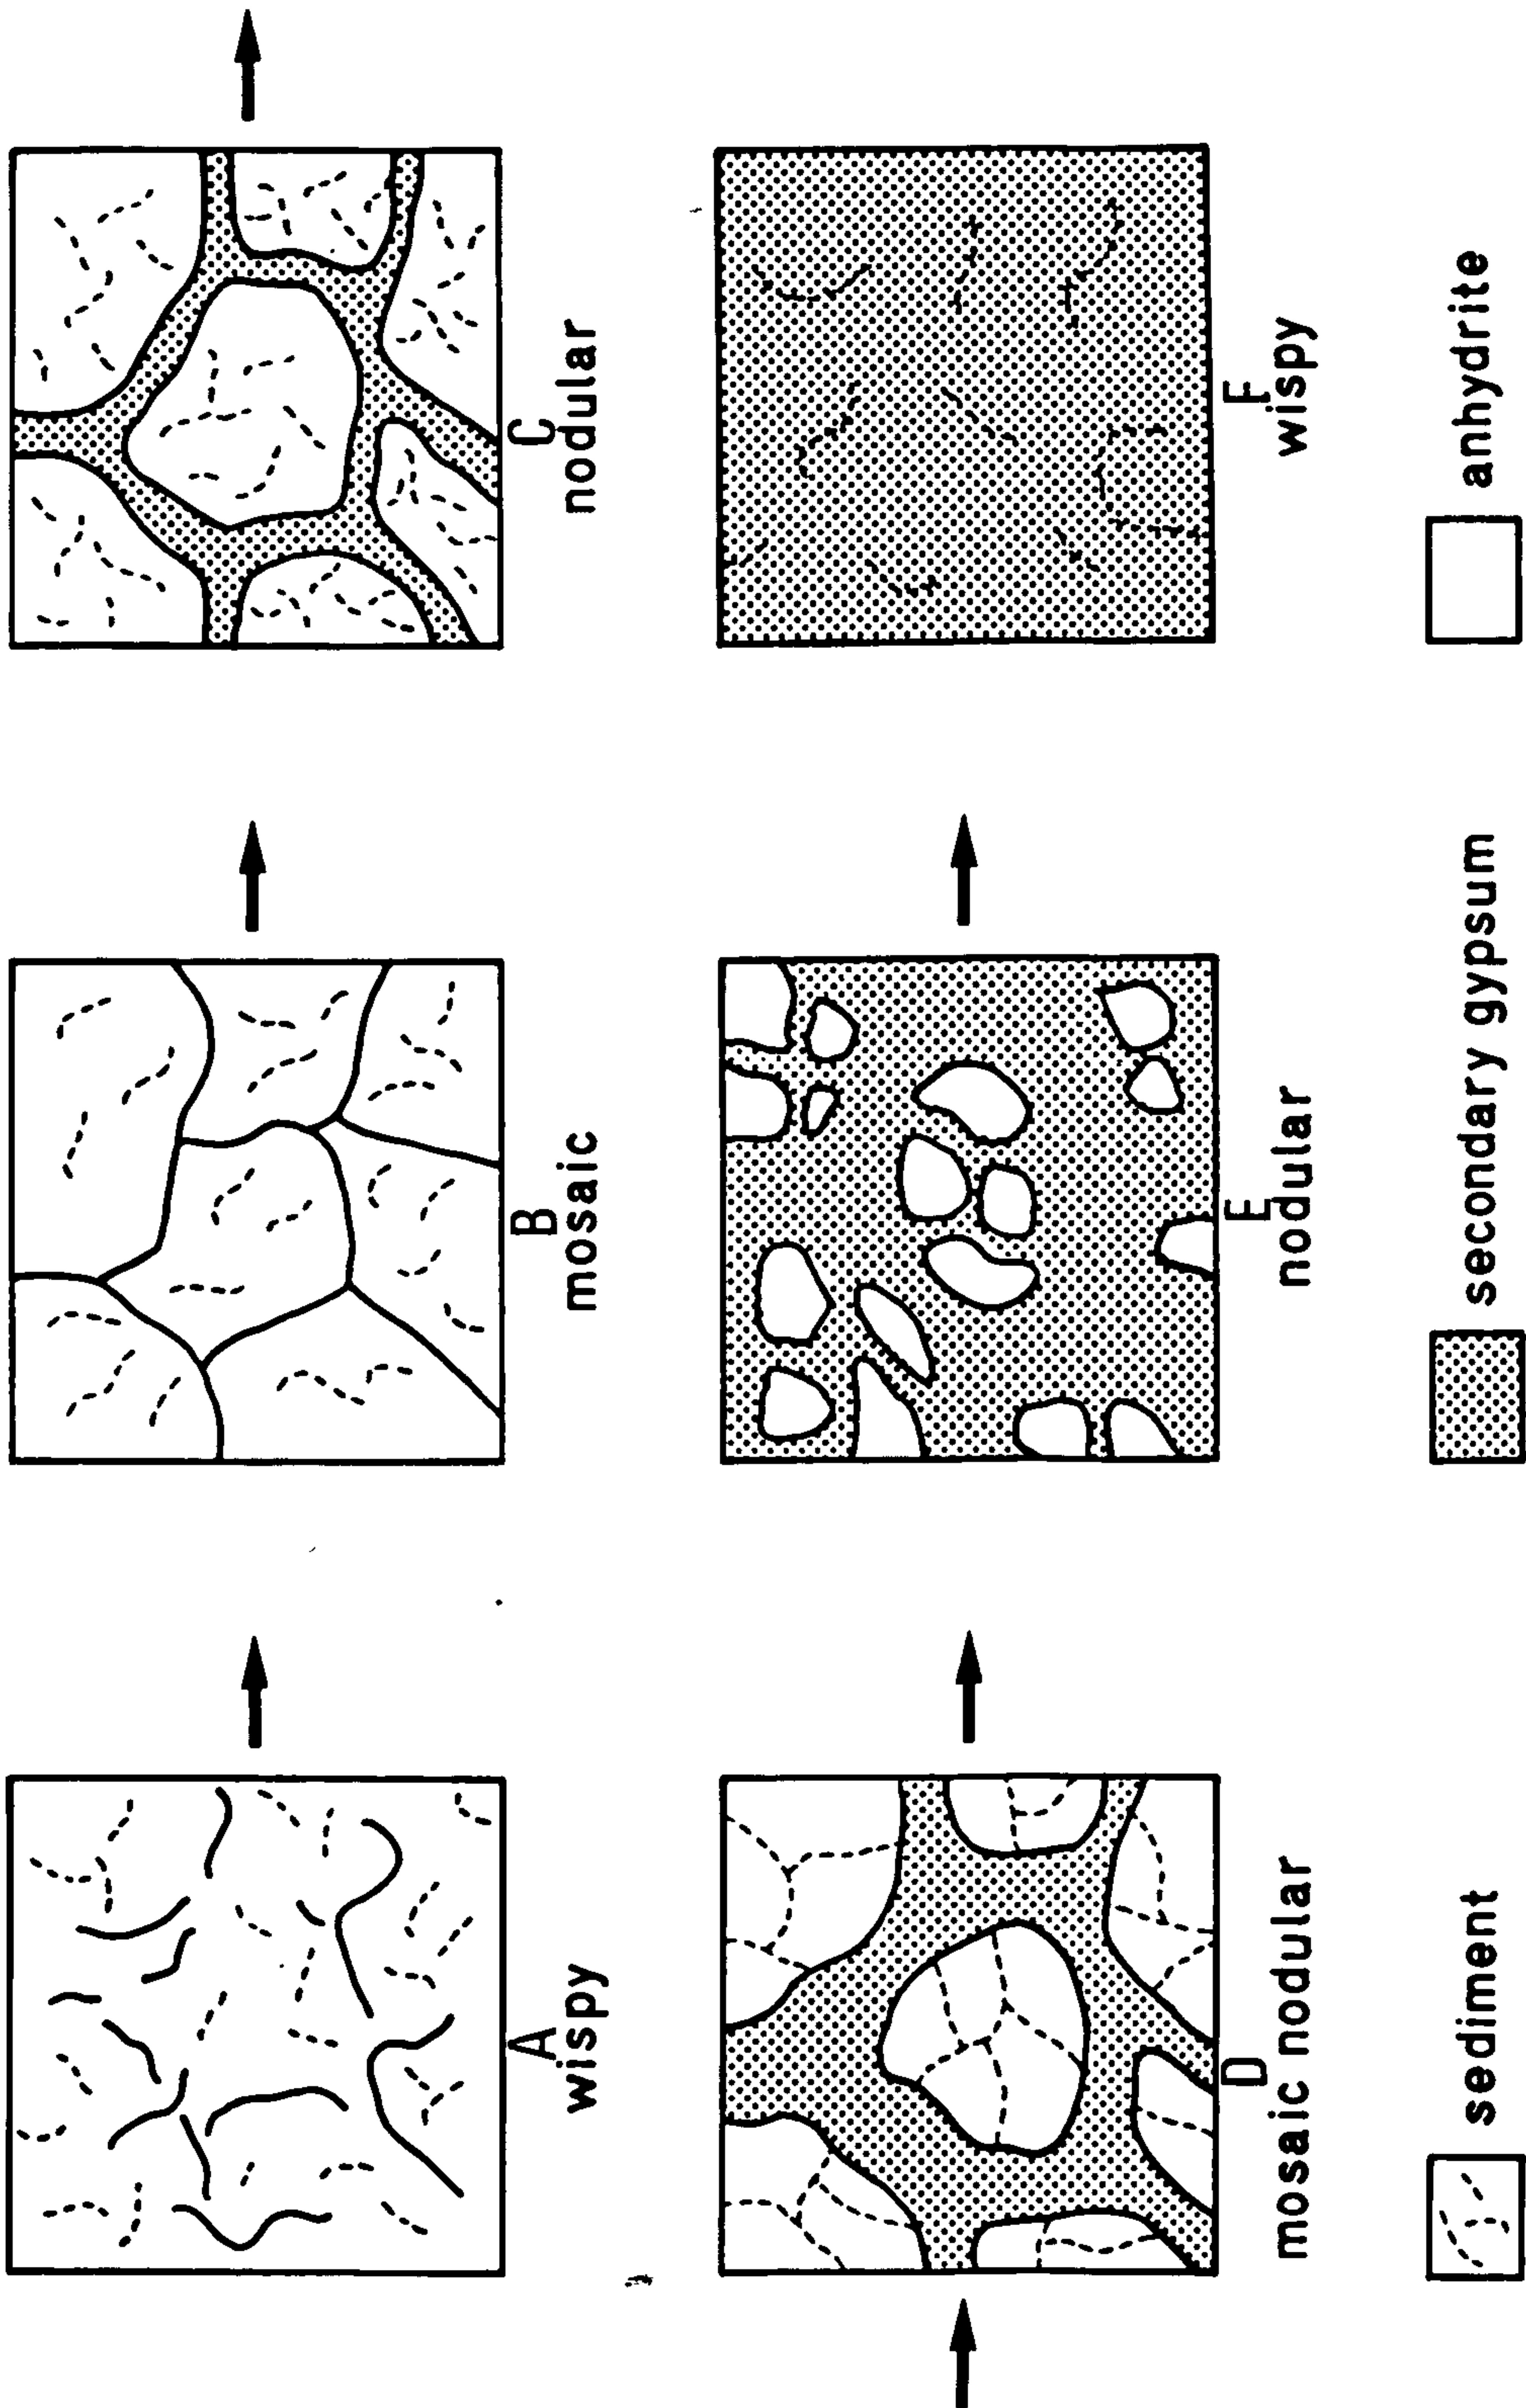 A
wispy
B
mosaic
C
nodular
D
mosaic nodular
E
nodular
F
wispy
sediment
secondary gypsum
anhydrite